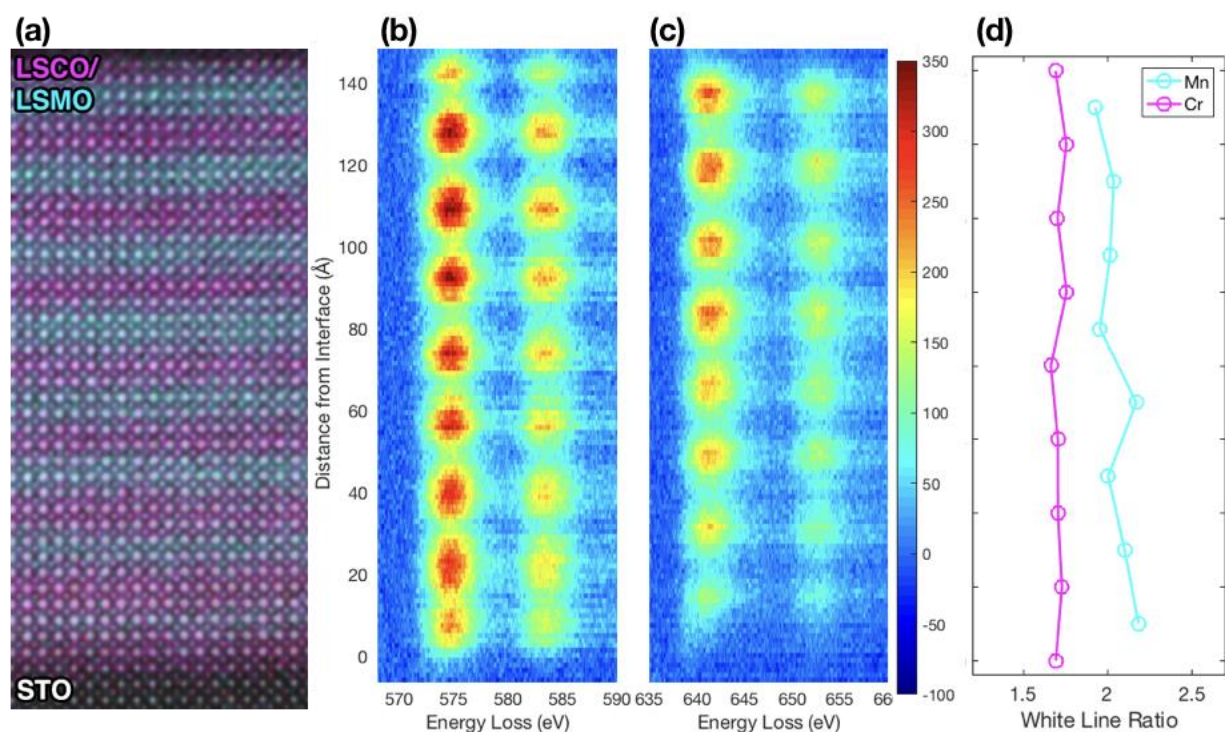 (a)
(b)
(c)
(d)
LSCO/
LSMO
STO
Distance from Interface (Å)
140
120
100
80
60
40
20
0
570
575
580
585
590
Energy Loss (eV)
635
640
645
650
655
66
Energy Loss (eV)
350
300
250
200
150
100
50
0
-50
-100
Mn
Cr
1.5
2
2.5
White Line Ratio